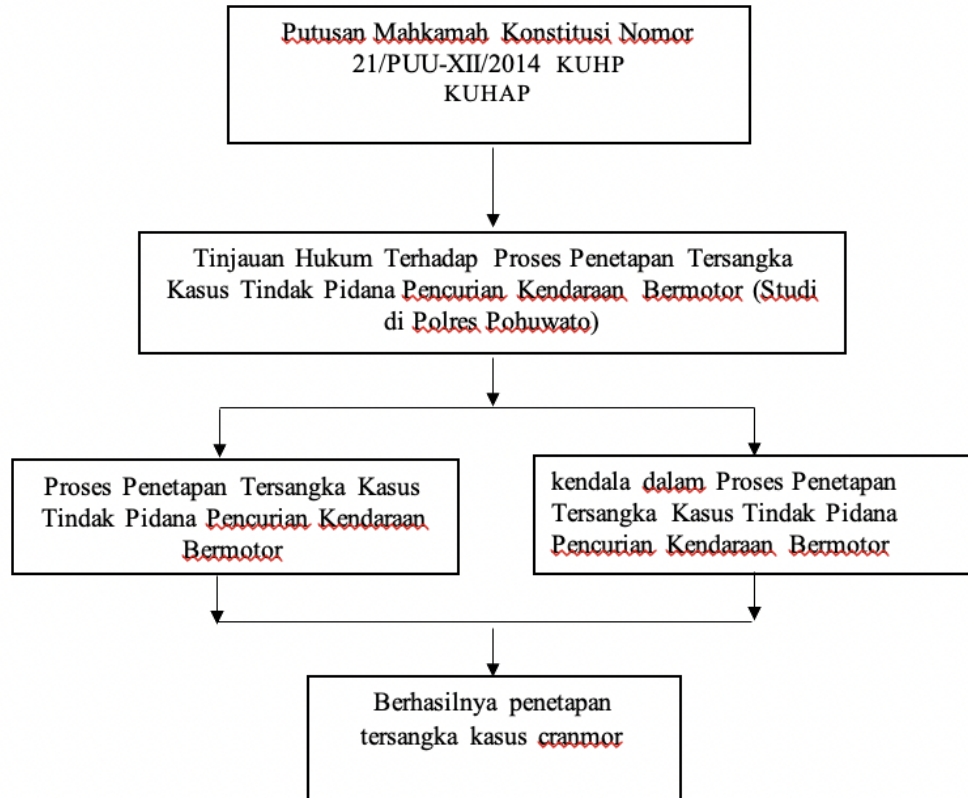 Putusan Mahkamah Konstitusi Nomor
21/PUU-XII/2014 KUHP
KUHAP
Tinjauan Hukum Terhadap Proses Penetapan Tersangka
Kasus Tindak Pidana Pencurian Kendaraan Bermotor (Studi
di Polres Pohuwato)
Proses Penetapan Tersangka Kasus
Tindak Pidana Pencurian Kendaraan
Bermotor
kendala dalam Proses Penetapan
Tersangka Kasus Tindak Pidana
Pencurian Kendaraan Bermotor
Berhasilnya penetapan
tersangka kasus cranmor